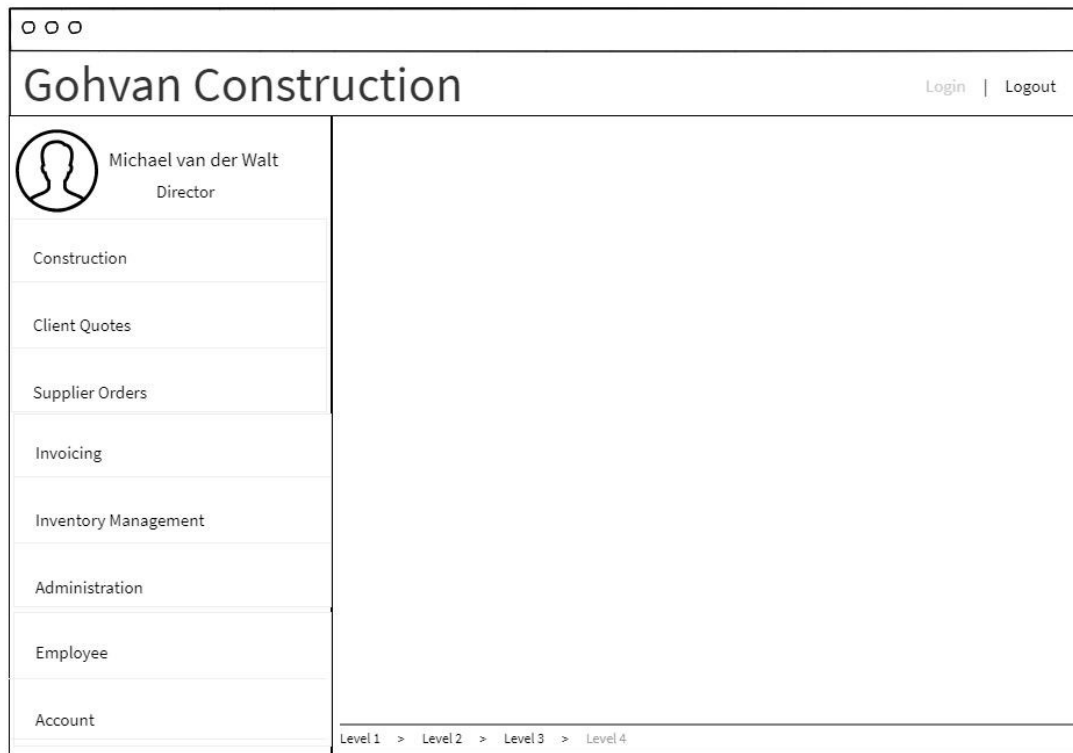 Gohvan Construction
Login | Logout
Michael van der Walt
Director
Construction
Client Quotes
Supplier Orders
Invoicing
Inventory Management
Administration
Employee
Account
Level 1 > Level 2 > Level 3 > Level 4